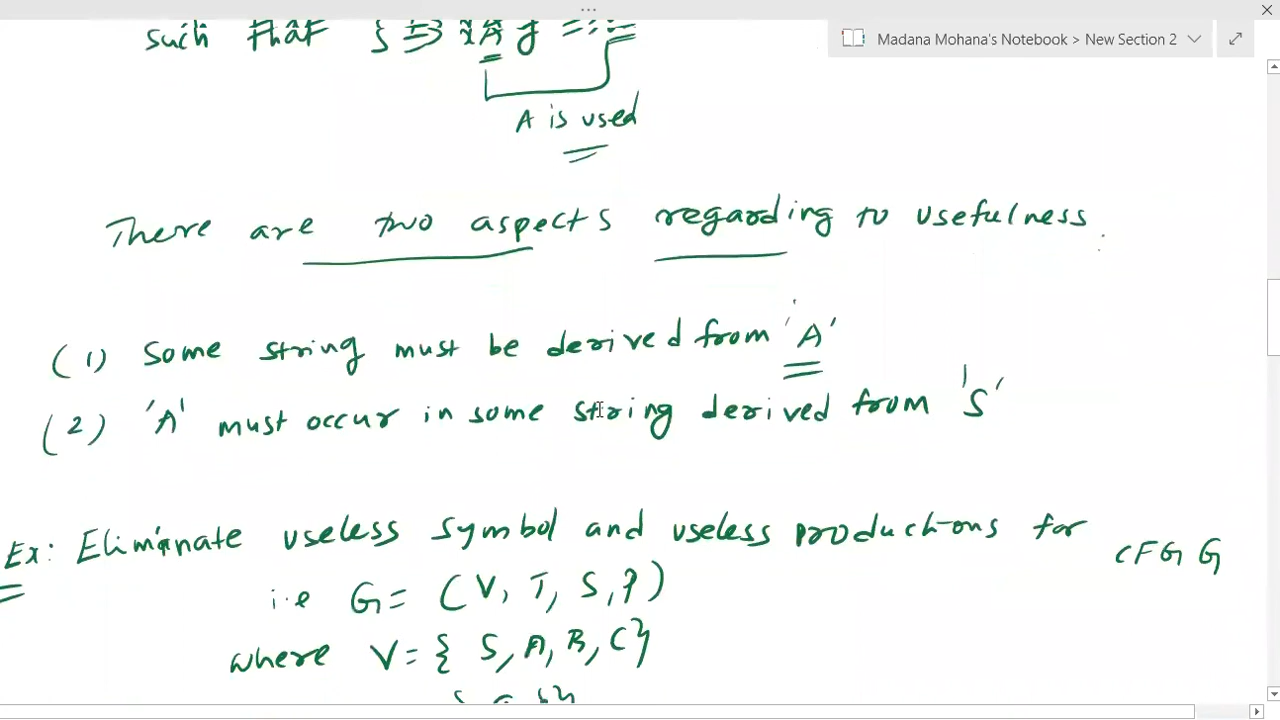 Madana Mohana's Notebook > New Section 2
such that
A is used
There are two aspects regarding to usefulness.
(1) Some string must be derived from 'A'
(2) 'A' must occur in some string derived from 'S'
Ex: Eliminate useless symbol and useless productions for CFG G
i.e G = (V, T, S, P)
where V = { S, A, B, C }